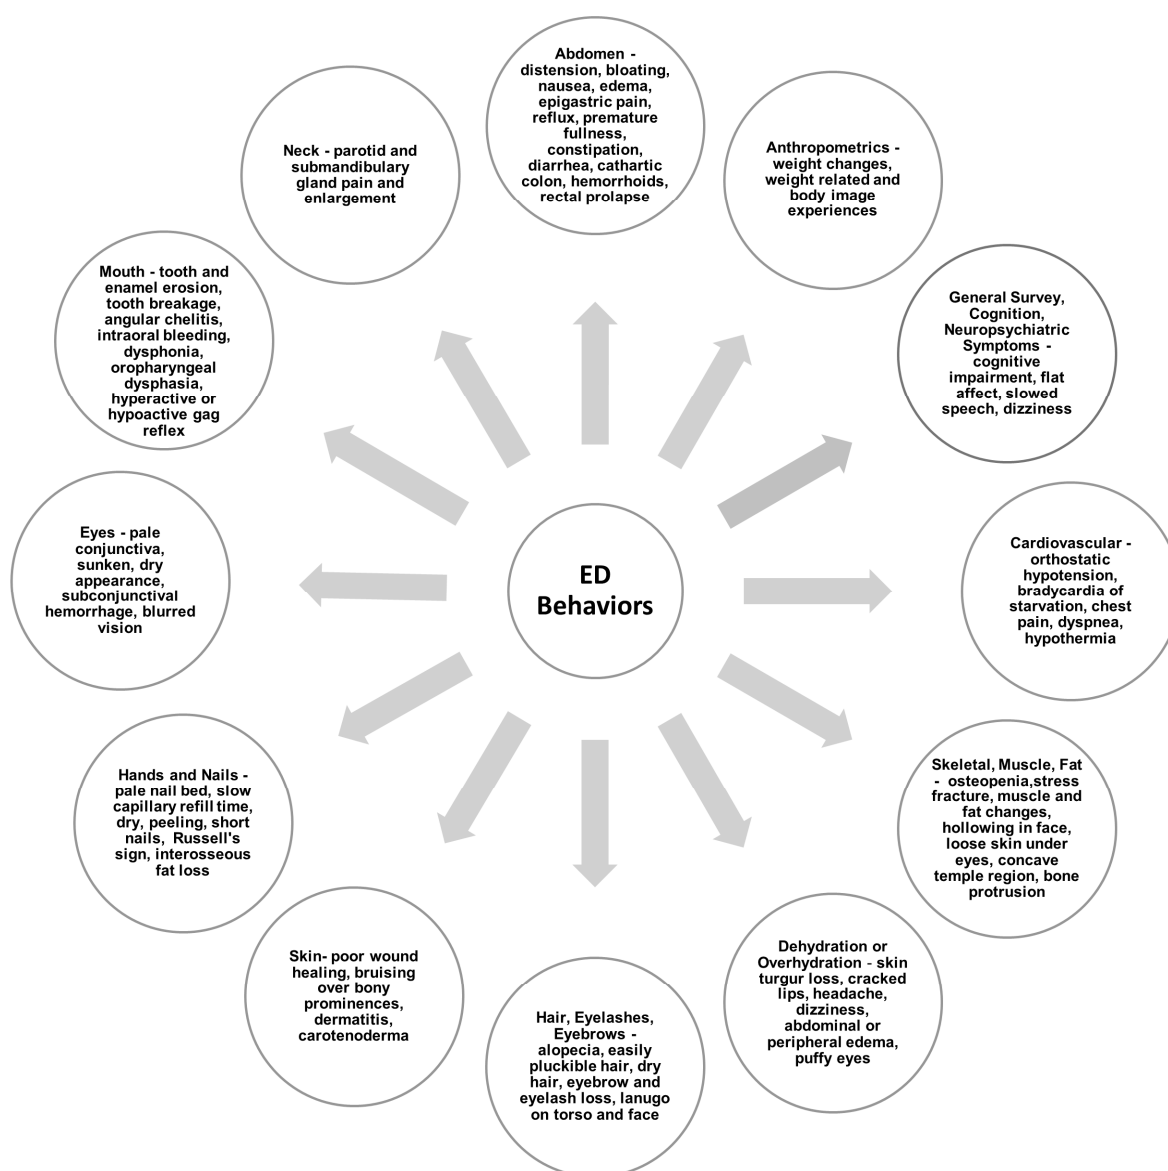 Abdomen -
distension, bloating,
nausea, edema,
epigastric pain,
reflux, premature
fullness,
constipation,
diarrhea, cathartic
colon, hemorrhoids,
rectal prolapse
Anthropometrics -
weight changes,
weight related and
body image
experiences
General Survey,
Cognition,
Neuropsychiatric
Symptoms -
cognitive
impairment, flat
affect, slowed
speech, dizziness
Cardiovascular -
orthostatic
hypotension,
bradycardia of
starvation, chest
pain, dyspnea,
hypothermia
Skeletal, Muscle, Fat
- osteopenia,stress
fracture, muscle and
fat changes,
hollowing in face,
loose skin under
eyes, concave
temple region, bone
protrusion
Dehydration or
Overhydration - skin
turgur loss, cracked
lips, headache,
dizziness,
abdominal or
peripheral edema,
puffy eyes
Hair, Eyelashes,
Eyebrows -
alopecia, easily
pluckible hair, dry
hair, eyebrow and
eyelash loss, lanugo
on torso and face
Skin- poor wound
healing, bruising
over bony
prominences,
dermatitis,
carotenoderma
Hands and Nails -
pale nail bed, slow
capillary refill time,
dry, peeling, short
nails, Russell's
sign, interosseous
fat loss
Eyes - pale
conjunctiva,
sunken, dry
appearance,
subconjunctival
hemorrhage, blurred
vision
Mouth - tooth and
enamel erosion,
tooth breakage,
angular chelitis,
intraoral bleeding,
dysphonia,
oropharyngeal
dysphasia,
hyperactive or
hypoactive gag
reflex
Neck - parotid and
submandibulary
gland pain and
enlargement
ED
Behaviors